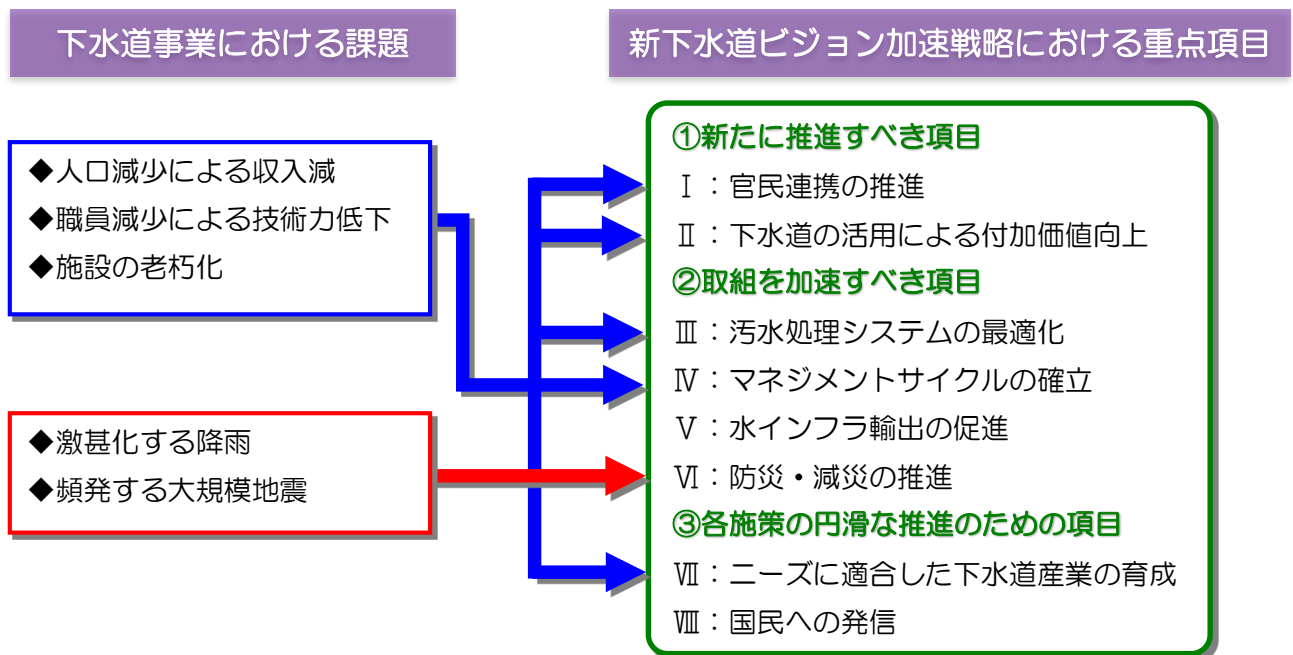 下水道事業における課題
新下水道ビジョン加速戦略における重点項目
◆人口減少による収入減
◆職員減少による技術力低下
◆施設の老朽化
◆激甚化する降雨
◆頻発する大規模地震
①新たに推進すべき項目
Ⅰ：官民連携の推進
Ⅱ：下水道の活用による付加価値向上
②取組を加速すべき項目
Ⅲ：汚水処理システムの最適化
Ⅳ：マネジメントサイクルの確立
Ⅴ：水インフラ輸出の促進
Ⅵ：防災・減災の推進
③各施策の円滑な推進のための項目
Ⅶ：ニーズに適合した下水道産業の育成
Ⅷ：国民への発信